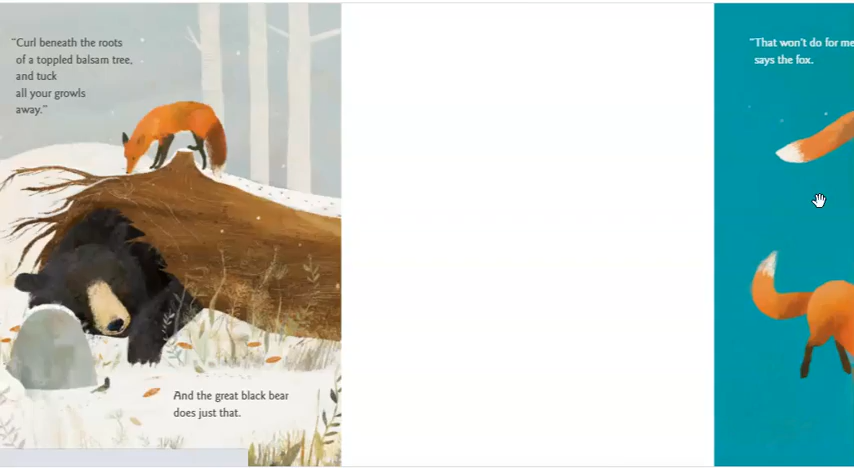 “Curl beneath the roots
of a toppled balsam tree,
and tuck
all your growls
away.”
And the great black bear
does just that.
“That won’t do for me
says the fox.